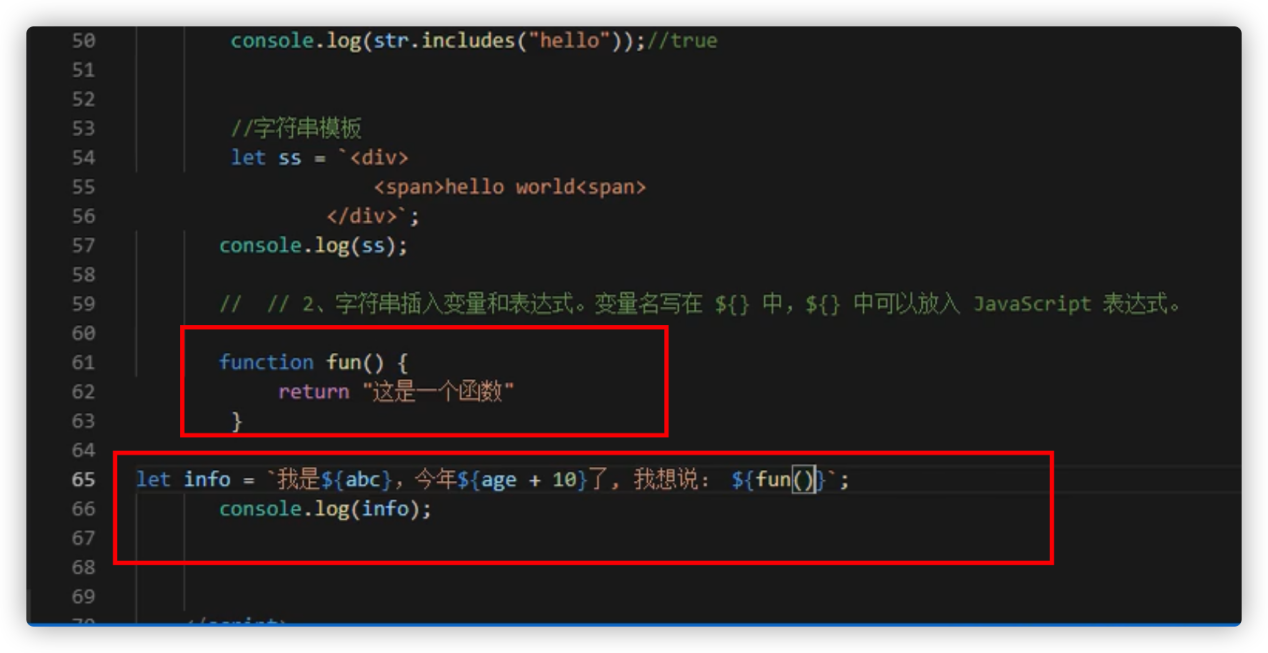 50 console.log(str.includes("hello"));//true
51
52
53 //字符串模板
54 let ss = `<div>
55 <span>hello world<span>
56 </div>`;
57 console.log(ss);
58
59 // // 2、字符串插入变量和表达式。变量名写在 ${} 中，${} 中可以放入 JavaScript 表达式。
60
61 function fun() {
62 return "这是一个函数"
63 }
64
65 let info = `我是${abc}，今年${age + 10}了, 我想说： ${fun()}`;
66 console.log(info);
67
68
69
70 </script>